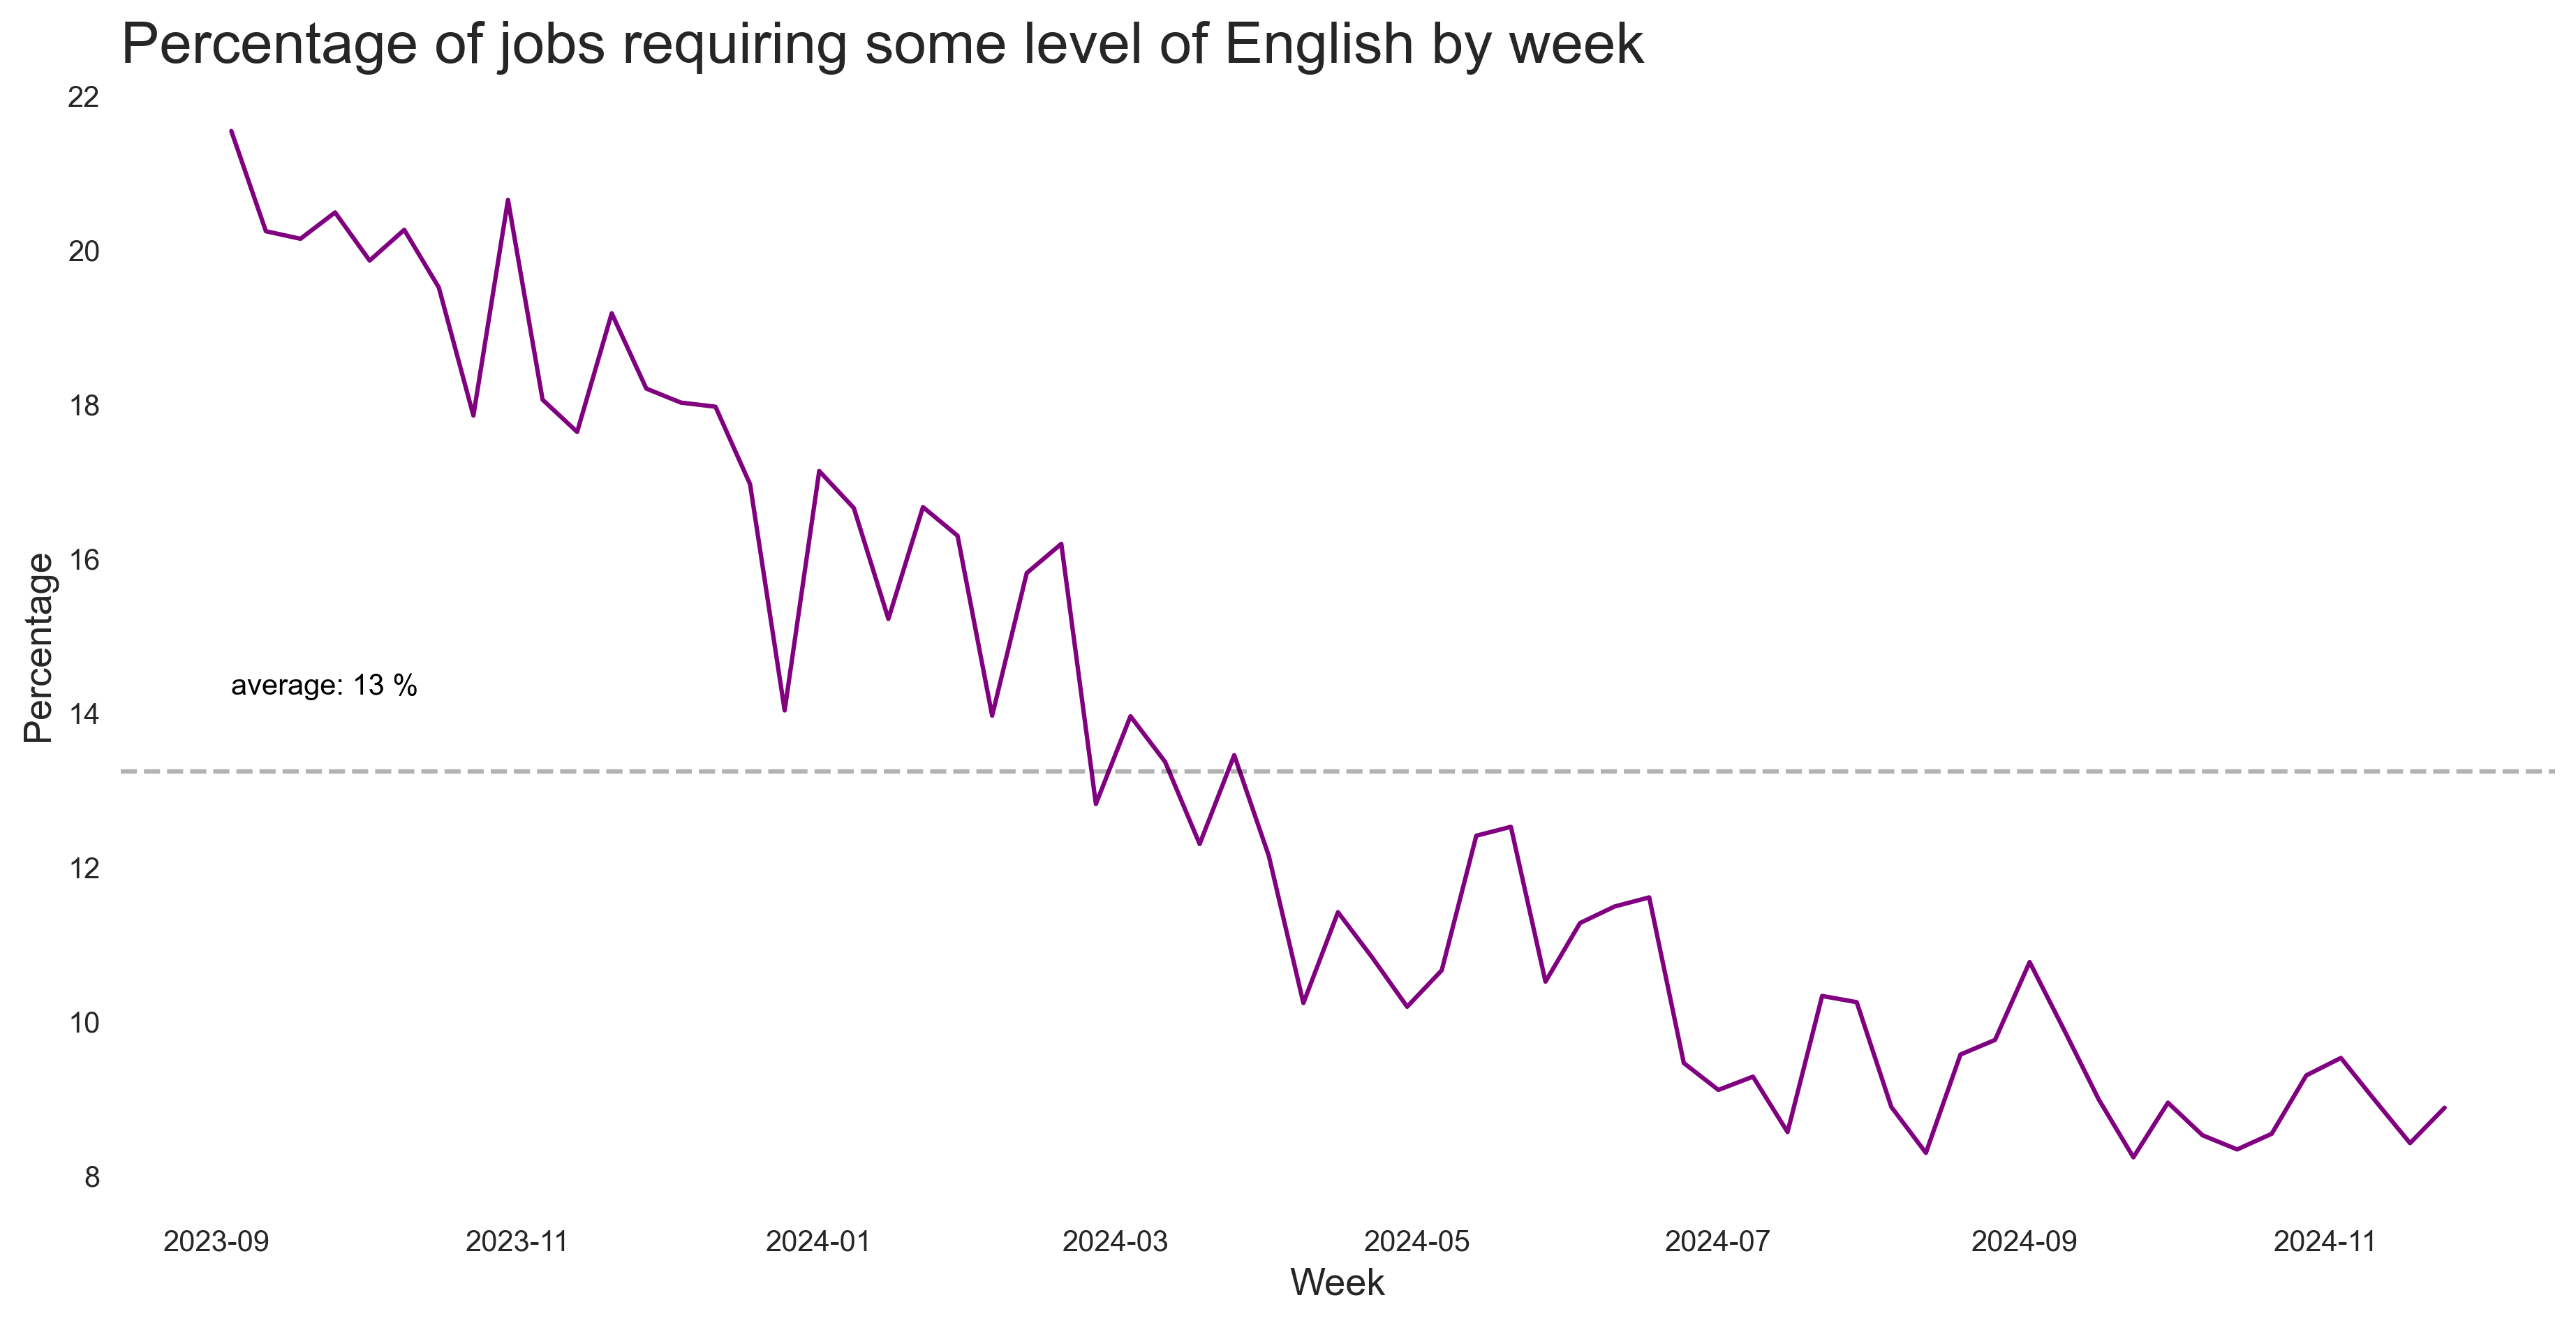 Percentage of jobs requiring some level of English by week
22
20
18
16
14
12
10
8
Percentage
average: 13 %
2023-09 2023-11 2024-01 2024-03 2024-05 2024-07 2024-09 2024-11
Week